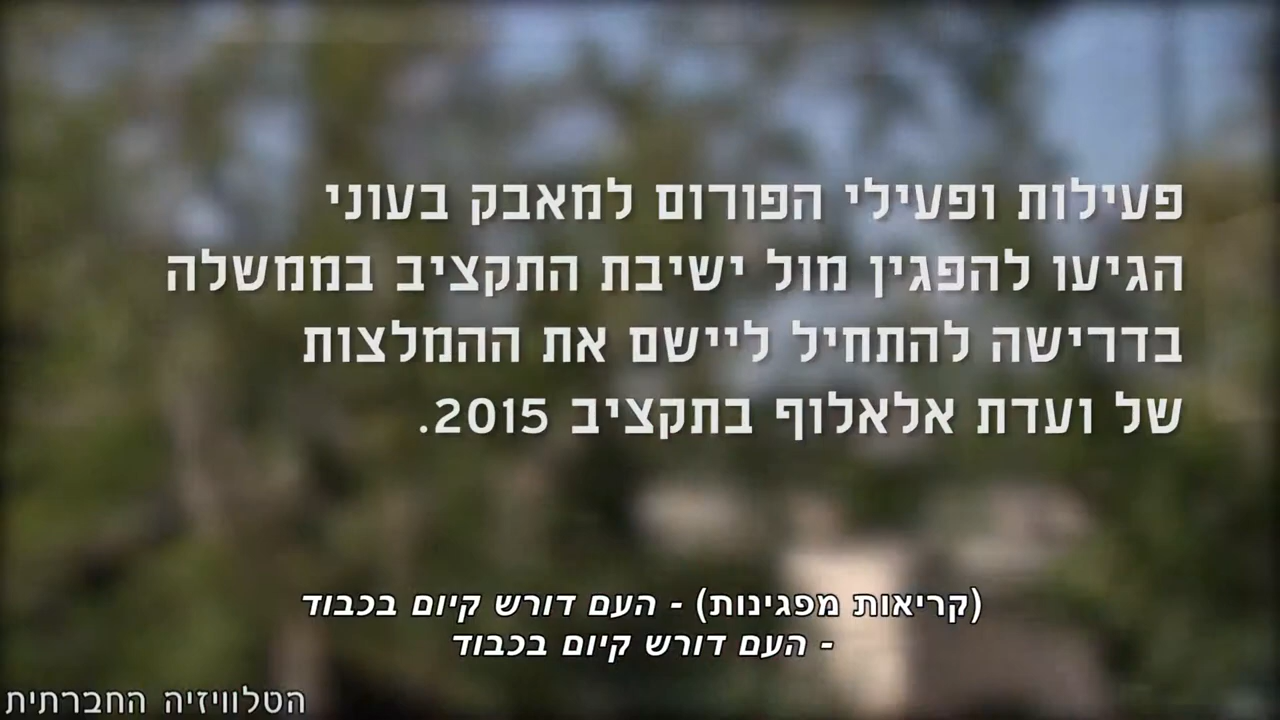 פעילות ופעילי הפורום למאבק בעוני
הגיעו להפגין מול ישיבת התקציב בממשלה
בדרישה להתחיל ליישם את ההמלצות
של ועדת אלאלוף בתקציב 2015.
(קריאות מפגינות) - העם דורש קיום בכבוד
- העם דורש קיום בכבוד
הטלוויזיה החברתית